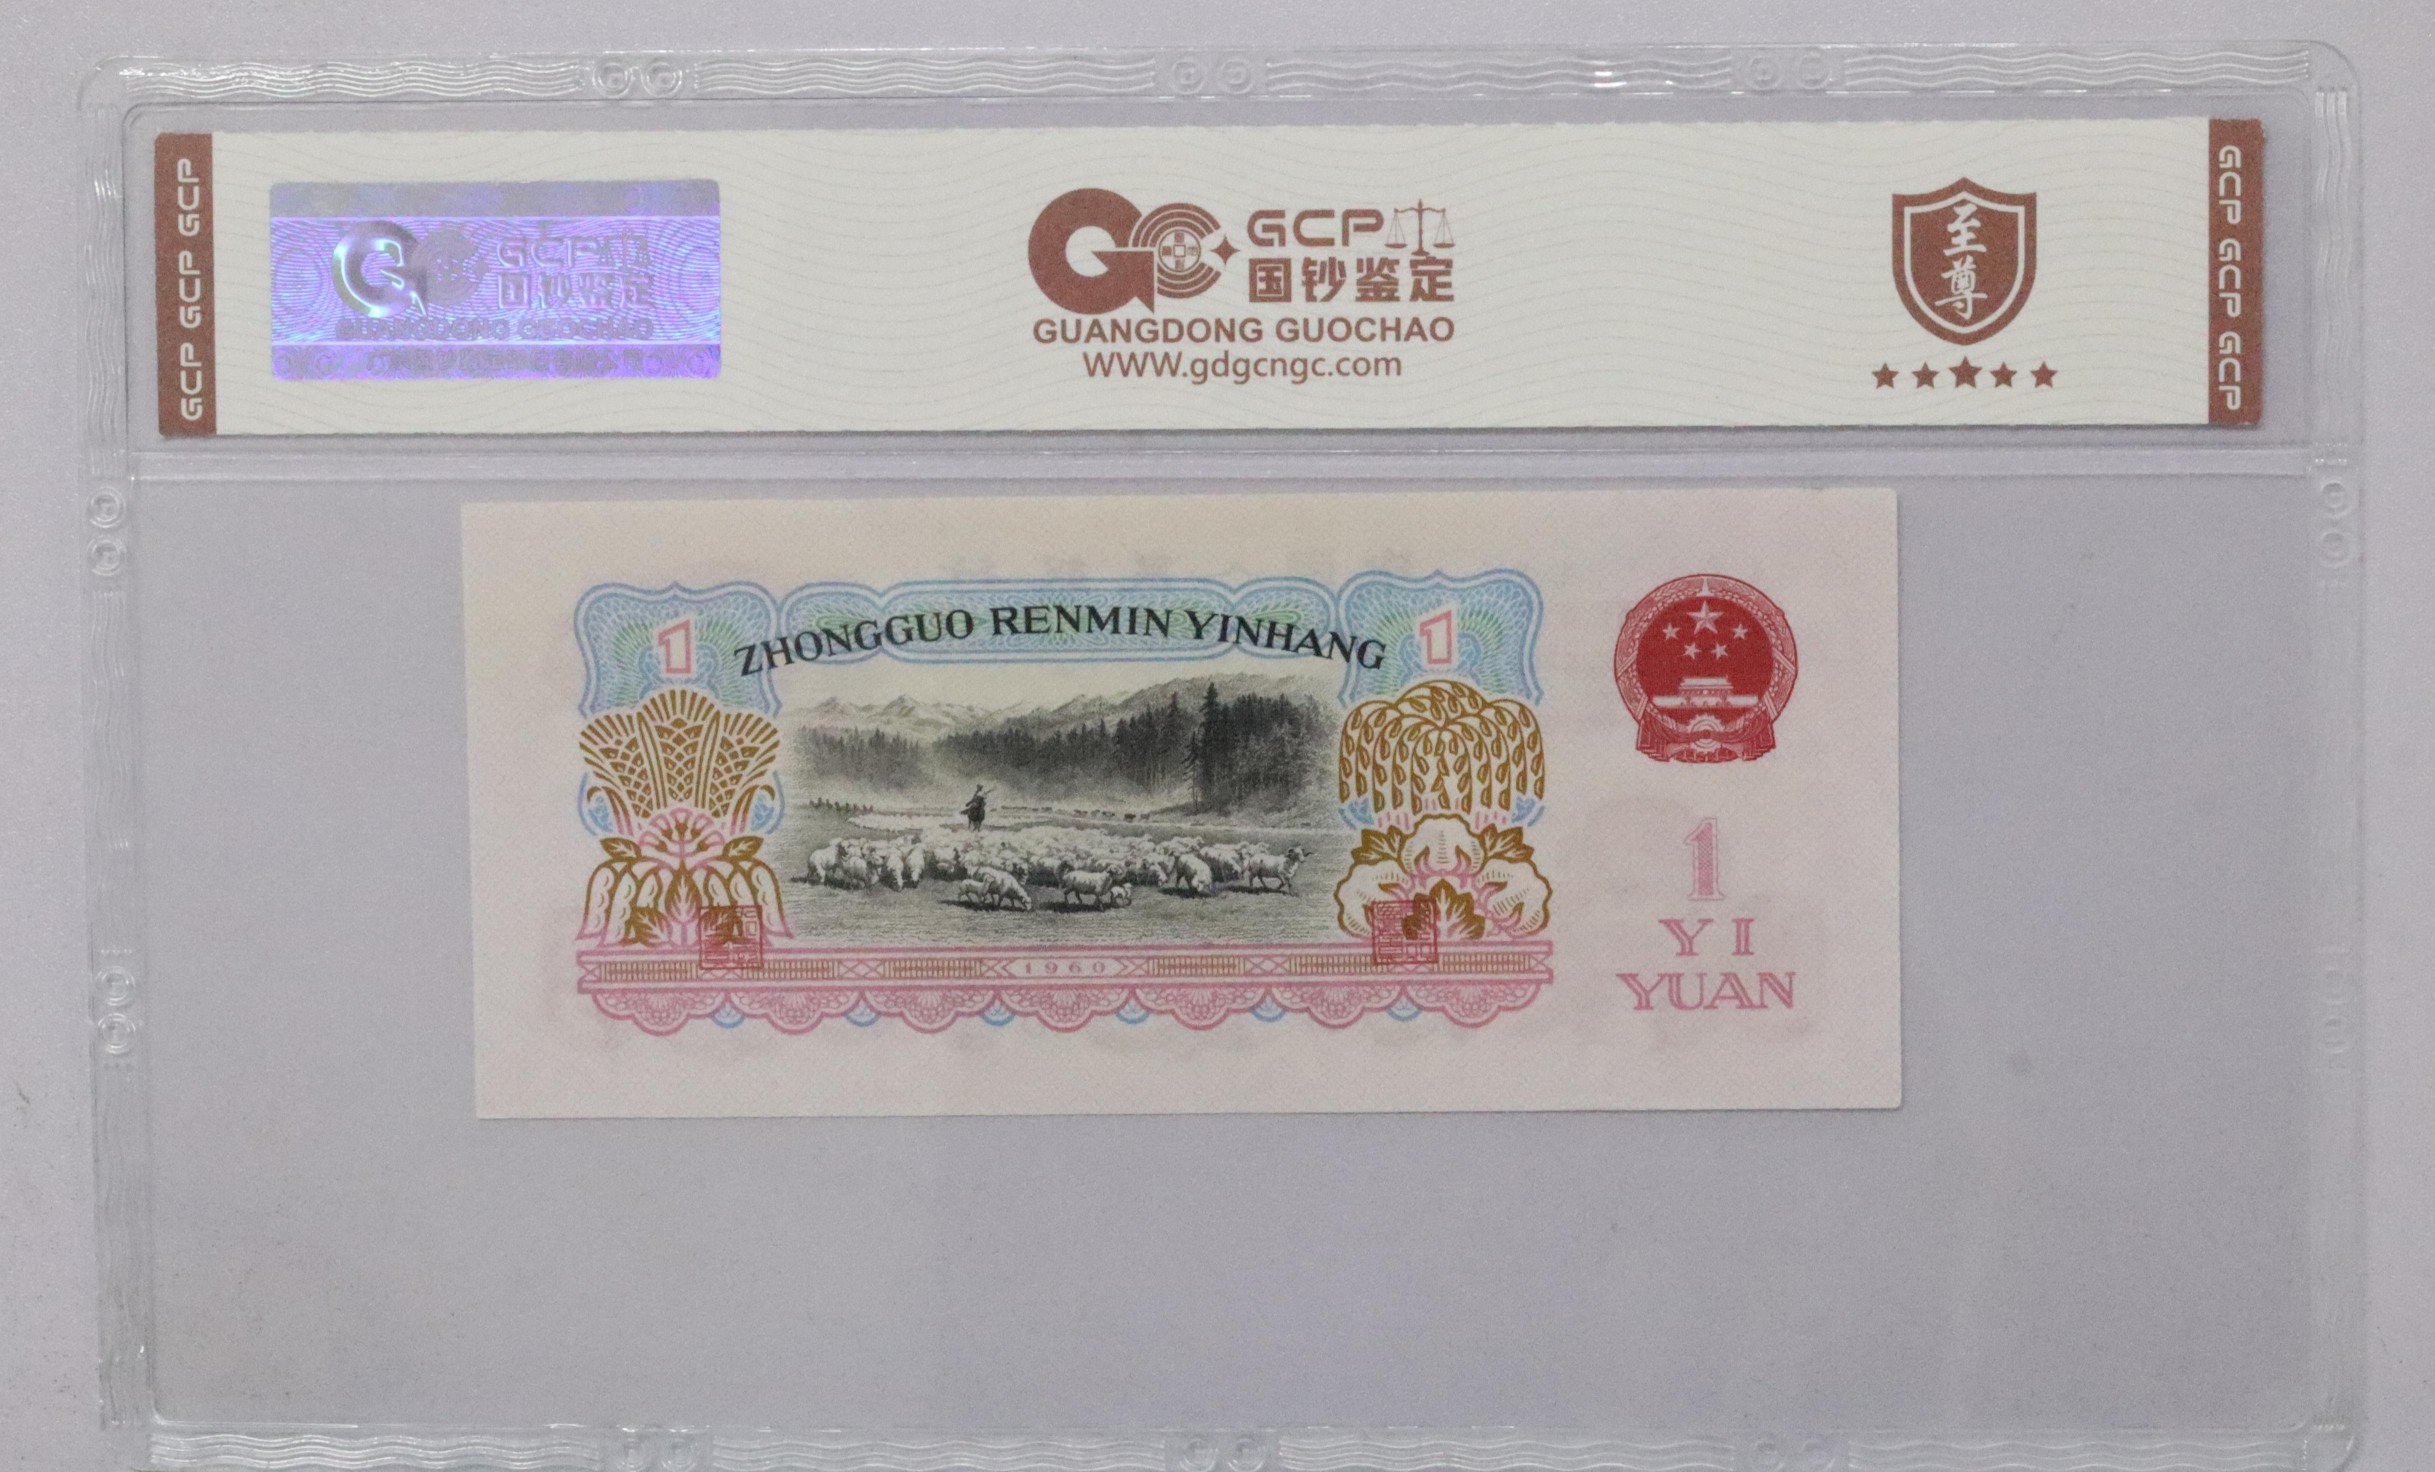 GCP GCP GCP
GCP
国钞鉴定
GUANGDONG GUOCHAO
GCP
国钞鉴定
GUANGDONG GUOCHAO
WWW.gdgcngc.com
至尊
GCP GCP GCP
ZHONGGUO RENMIN YINHANG
1
1
1960
1
YI
YUAN